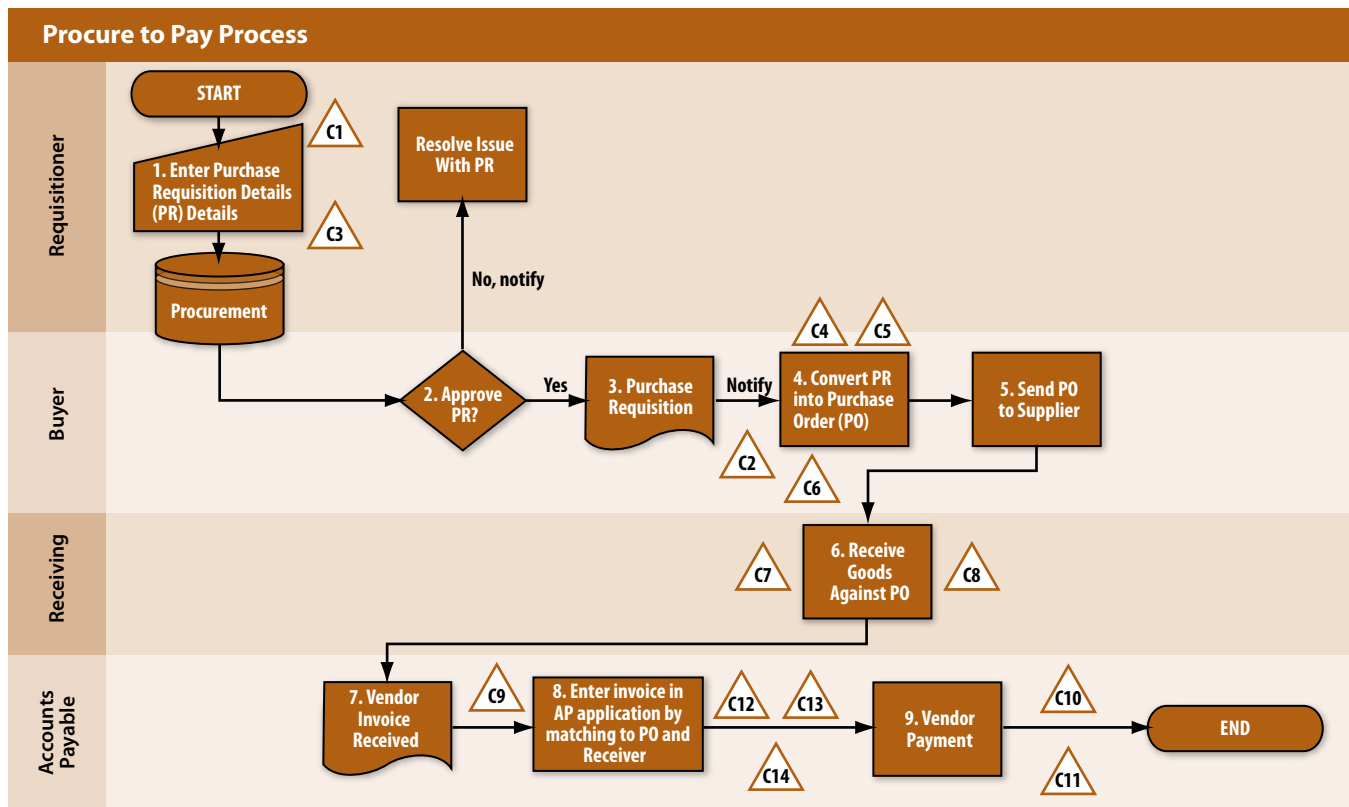 Procure to Pay Process
Requisitioner
START
C1
1. Enter Purchase
Requisition Details
(PR) Details
C3
Procurement
Resolve Issue
With PR
No, notify
Buyer
2. Approve
PR?
Yes
3. Purchase
Requisition
Notify
C2
C4
C5
4. Convert PR
into Purchase
Order (PO)
C6
5. Send PO
to Supplier
Receiving
C7
6. Receive
Goods
Against PO
C8
Accounts
Payable
7. Vendor
Invoice
Received
C9
8. Enter invoice in
AP application by
matching to PO and
Receiver
C12
C13
C14
9. Vendor
Payment
C10
C11
END